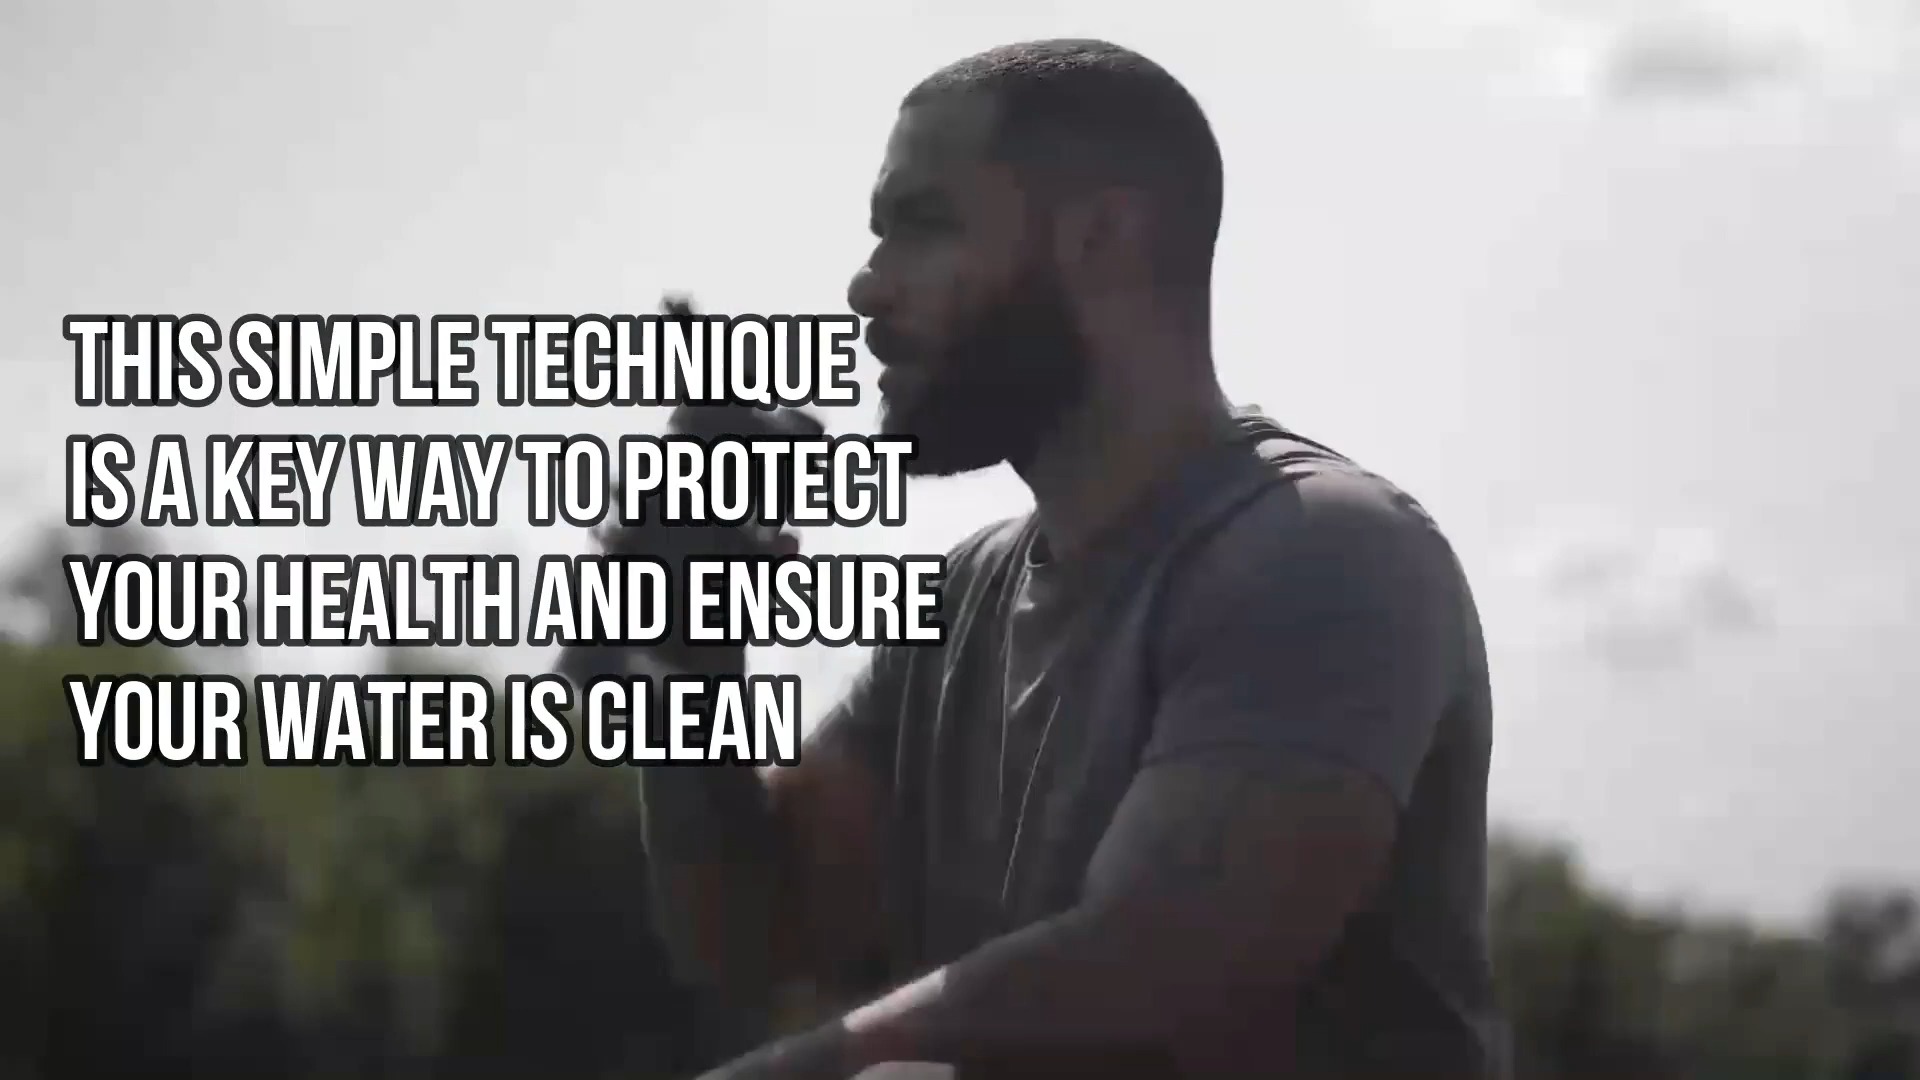 THIS SIMPLE TECHNIQUE
IS A KEY WAY TO PROTECT
YOUR HEALTH AND ENSURE
YOUR WATER IS CLEAN